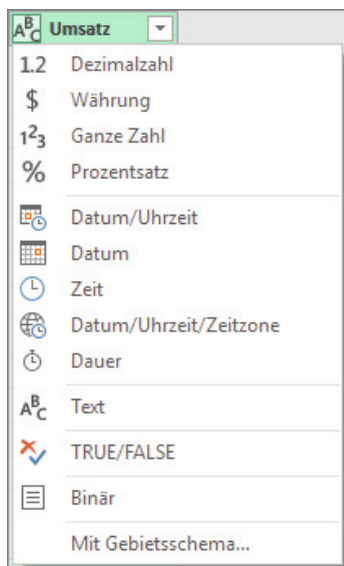 ABC Umsatz
1.2 Dezimalzahl
$ Währung
123 Ganze Zahl
% Prozentsatz
Datum/Uhrzeit
Datum
Zeit
Datum/Uhrzeit/Zeitzone
Dauer
ABC Text
TRUE/FALSE
Binär
Mit Gebietsschema...